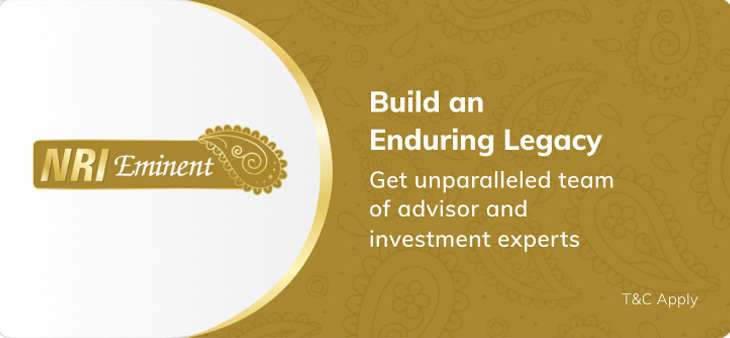 NRI Eminent
Build an
Enduring Legacy
Get unparalleled team
of advisor and
investment experts
T&C Apply